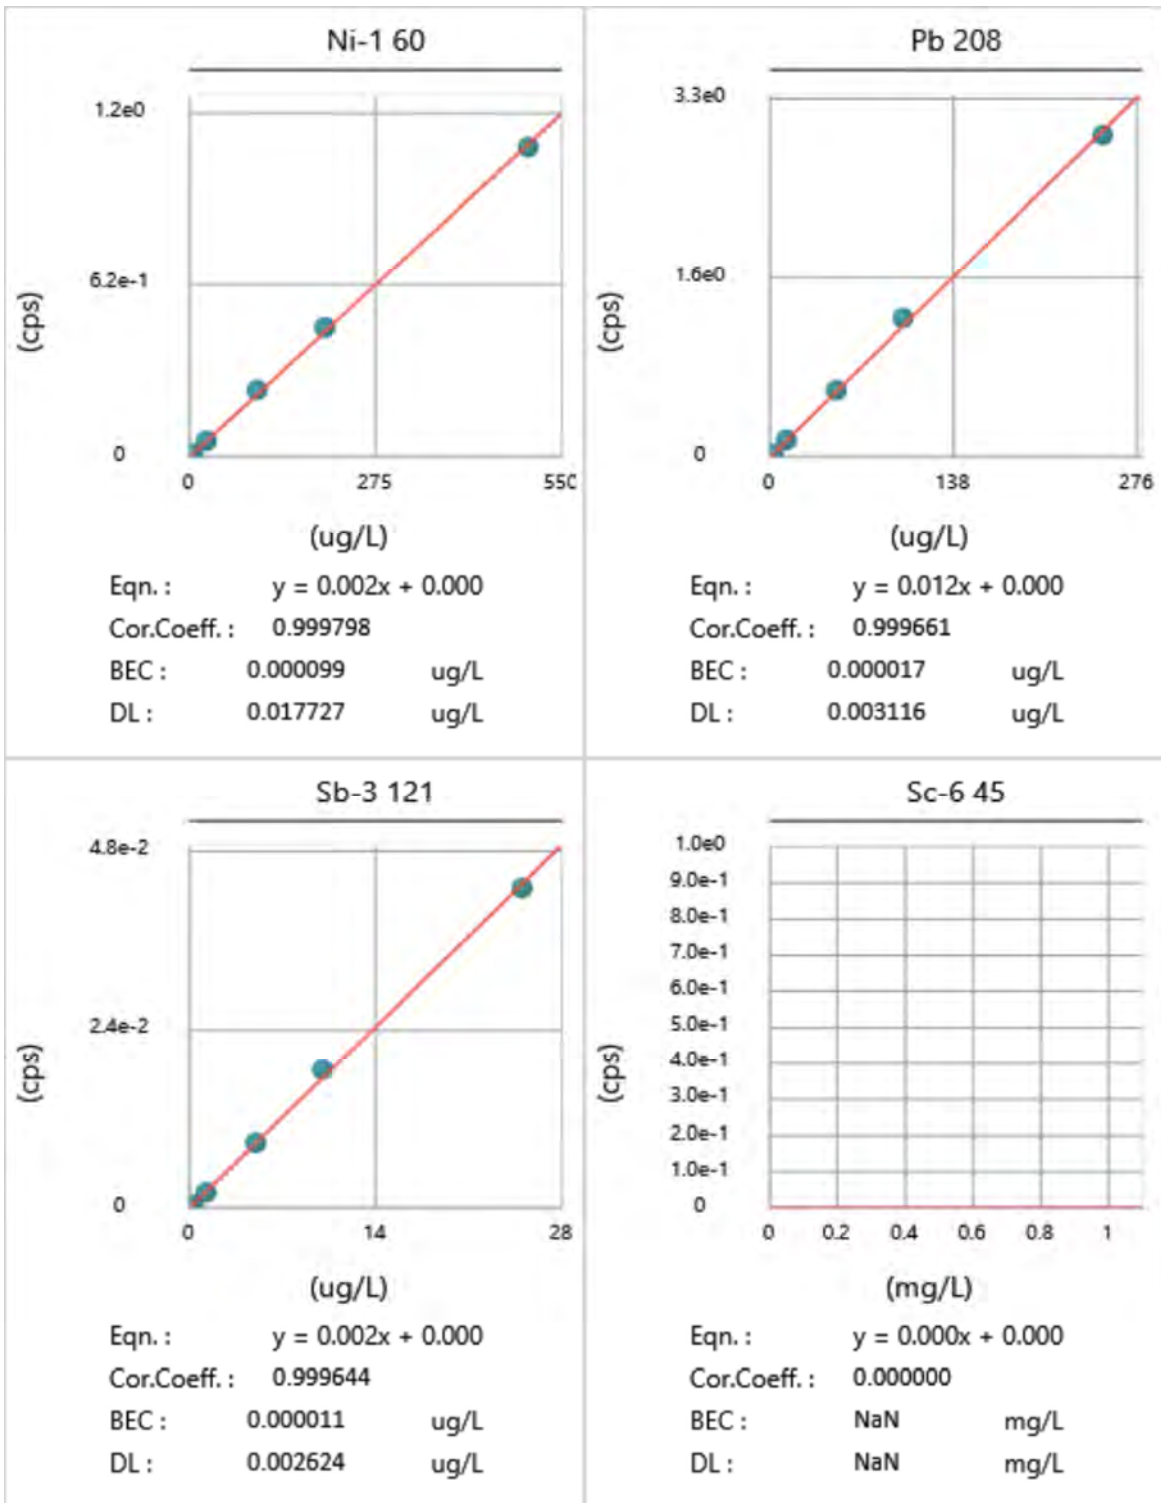 Ni-1 60
1.2e0
6.2e-1
0
(cps)
0 275 550
(ug/L)
Eqn. : y = 0.002x + 0.000
Cor.Coeff. : 0.999798
BEC : 0.000099 ug/L
DL : 0.017727 ug/L
Pb 208
3.3e0
1.6e0
0
(cps)
0 138 276
(ug/L)
Eqn. : y = 0.012x + 0.000
Cor.Coeff. : 0.999661
BEC : 0.000017 ug/L
DL : 0.003116 ug/L
Sb-3 121
4.8e-2
2.4e-2
0
(cps)
0 14 28
(ug/L)
Eqn. : y = 0.002x + 0.000
Cor.Coeff. : 0.999644
BEC : 0.000011 ug/L
DL : 0.002624 ug/L
Sc-6 45
1.0e0
9.0e-1
8.0e-1
7.0e-1
6.0e-1
5.0e-1
4.0e-1
3.0e-1
2.0e-1
1.0e-1
0
(cps)
0 0.2 0.4 0.6 0.8 1
(mg/L)
Eqn. : y = 0.000x + 0.000
Cor.Coeff. : 0.000000
BEC : NaN mg/L
DL : NaN mg/L